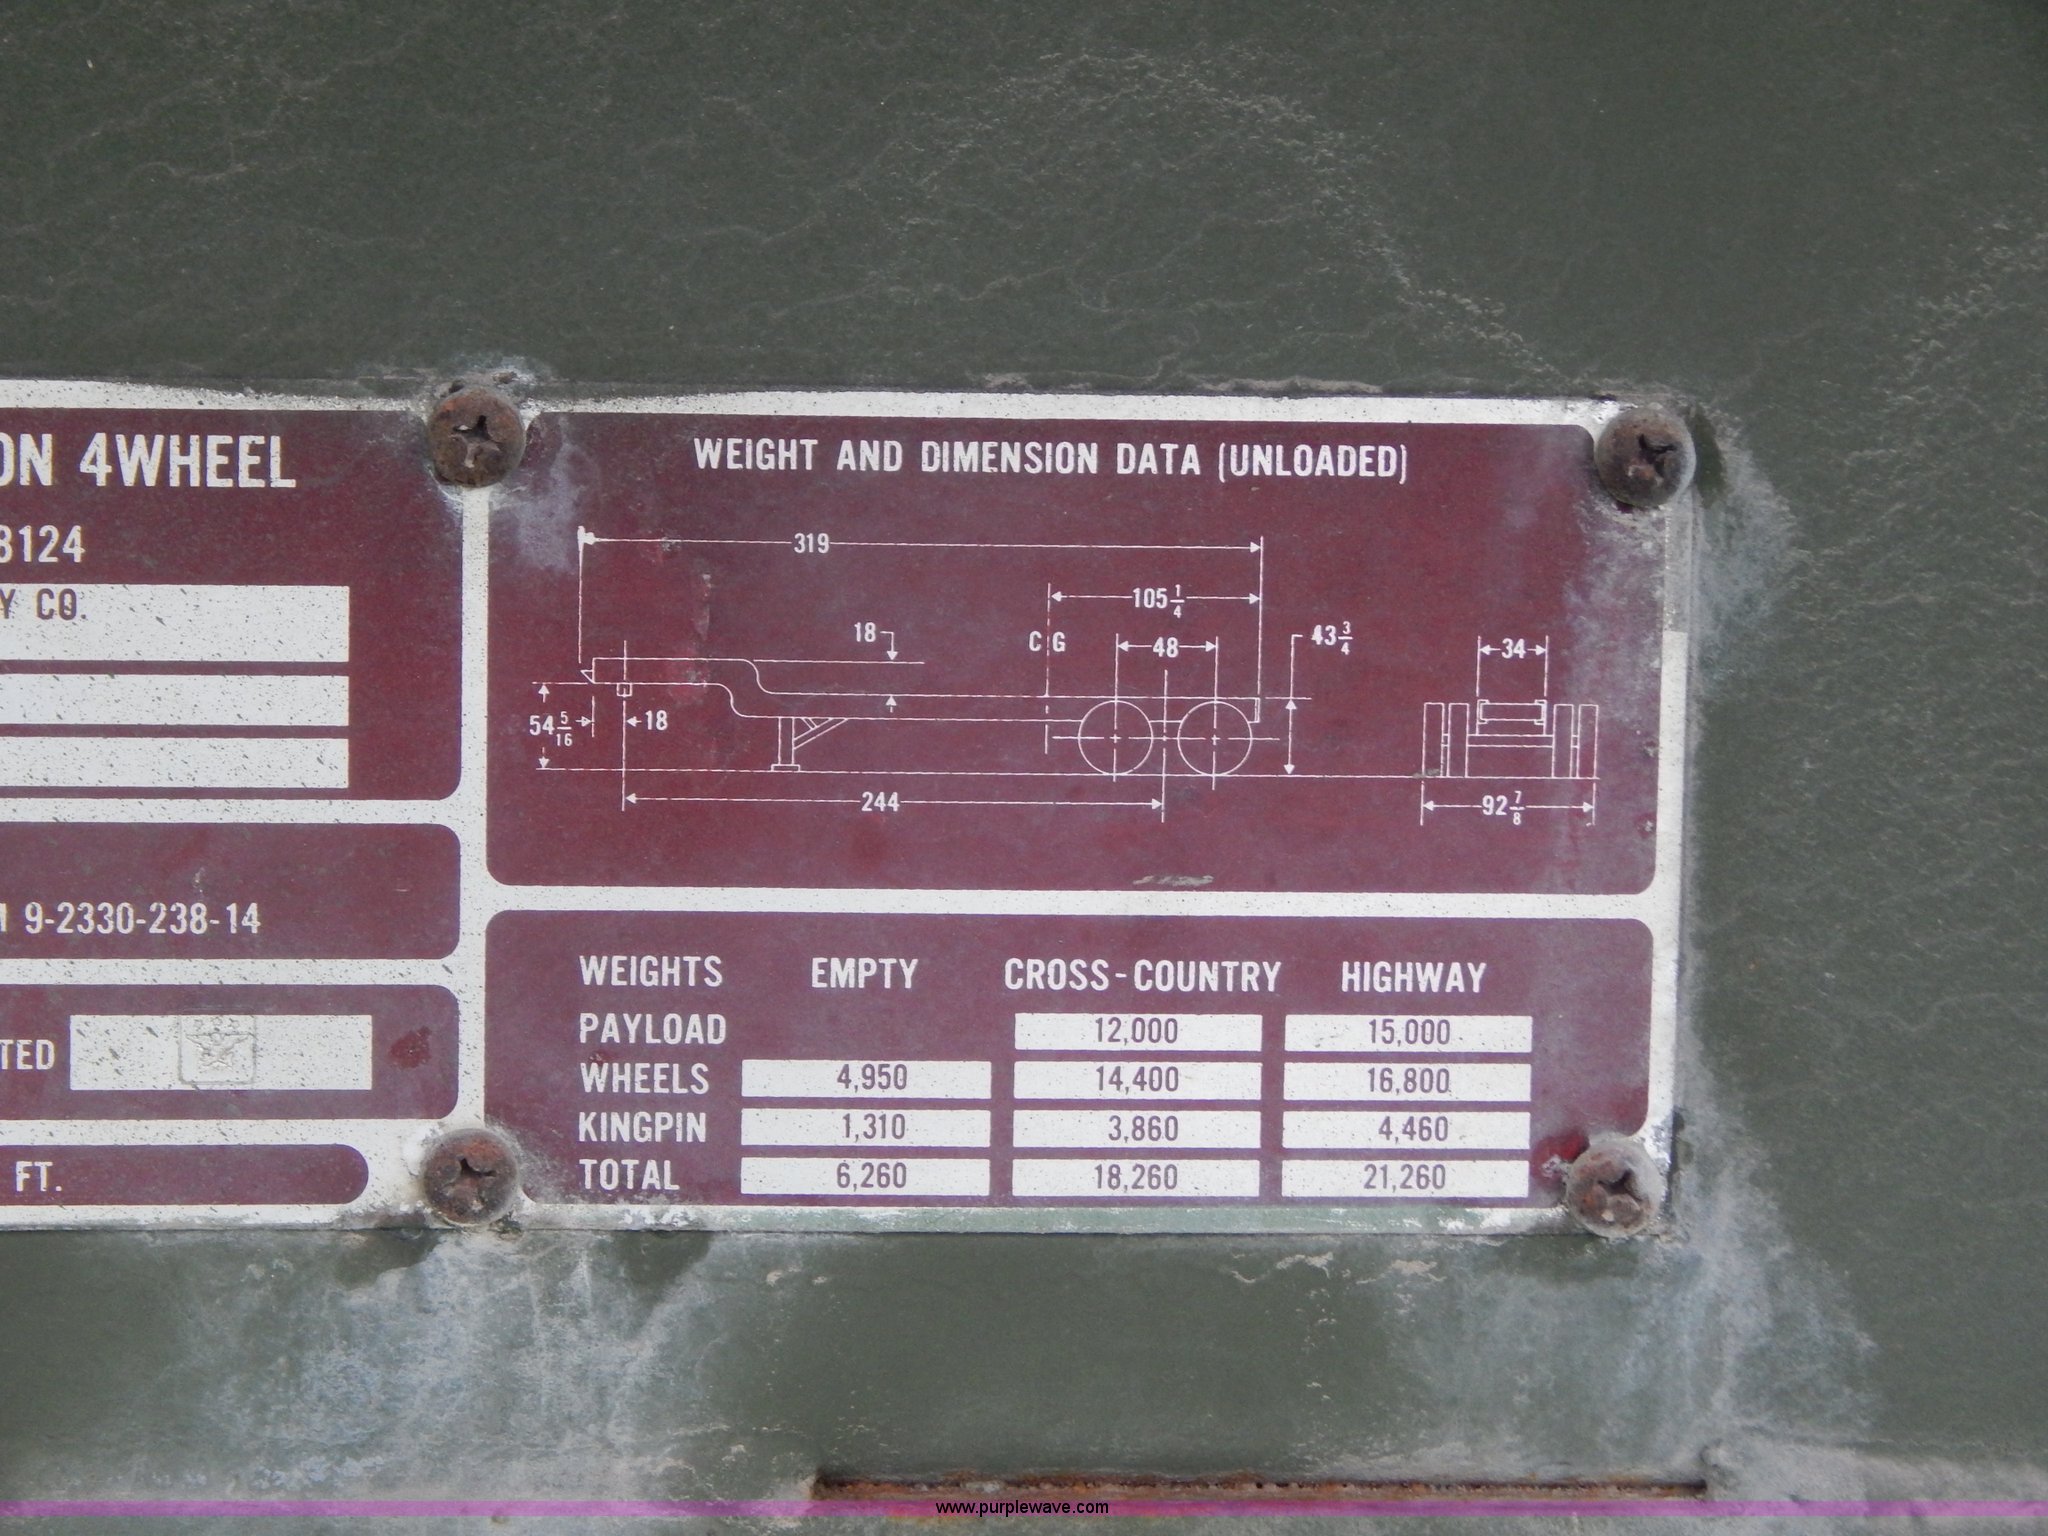 ON 4WHEEL
8124
Y CO.
M 9-2330-238-14
TED
FT.
WEIGHT AND DIMENSION DATA (UNLOADED)
319
105 1/4
18
C G
48
43 3/4
34
54 5/16
18
244
92 7/8
WEIGHTS EMPTY CROSS-COUNTRY HIGHWAY
PAYLOAD 12,000 15,000
WHEELS 4,950 14,400 16,800
KINGPIN 1,310 3,860 4,460
TOTAL 6,260 18,260 21,260
www.purplewave.com